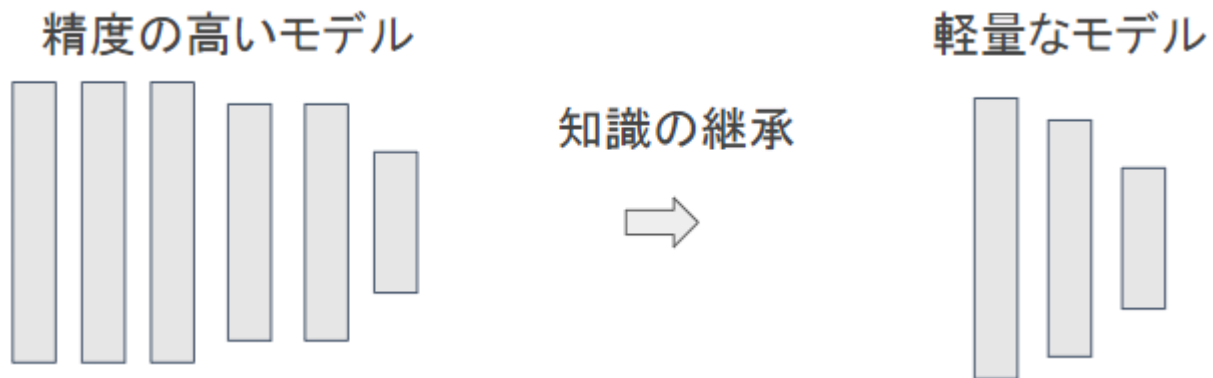 精度の高いモデル
軽量なモデル
知識の継承